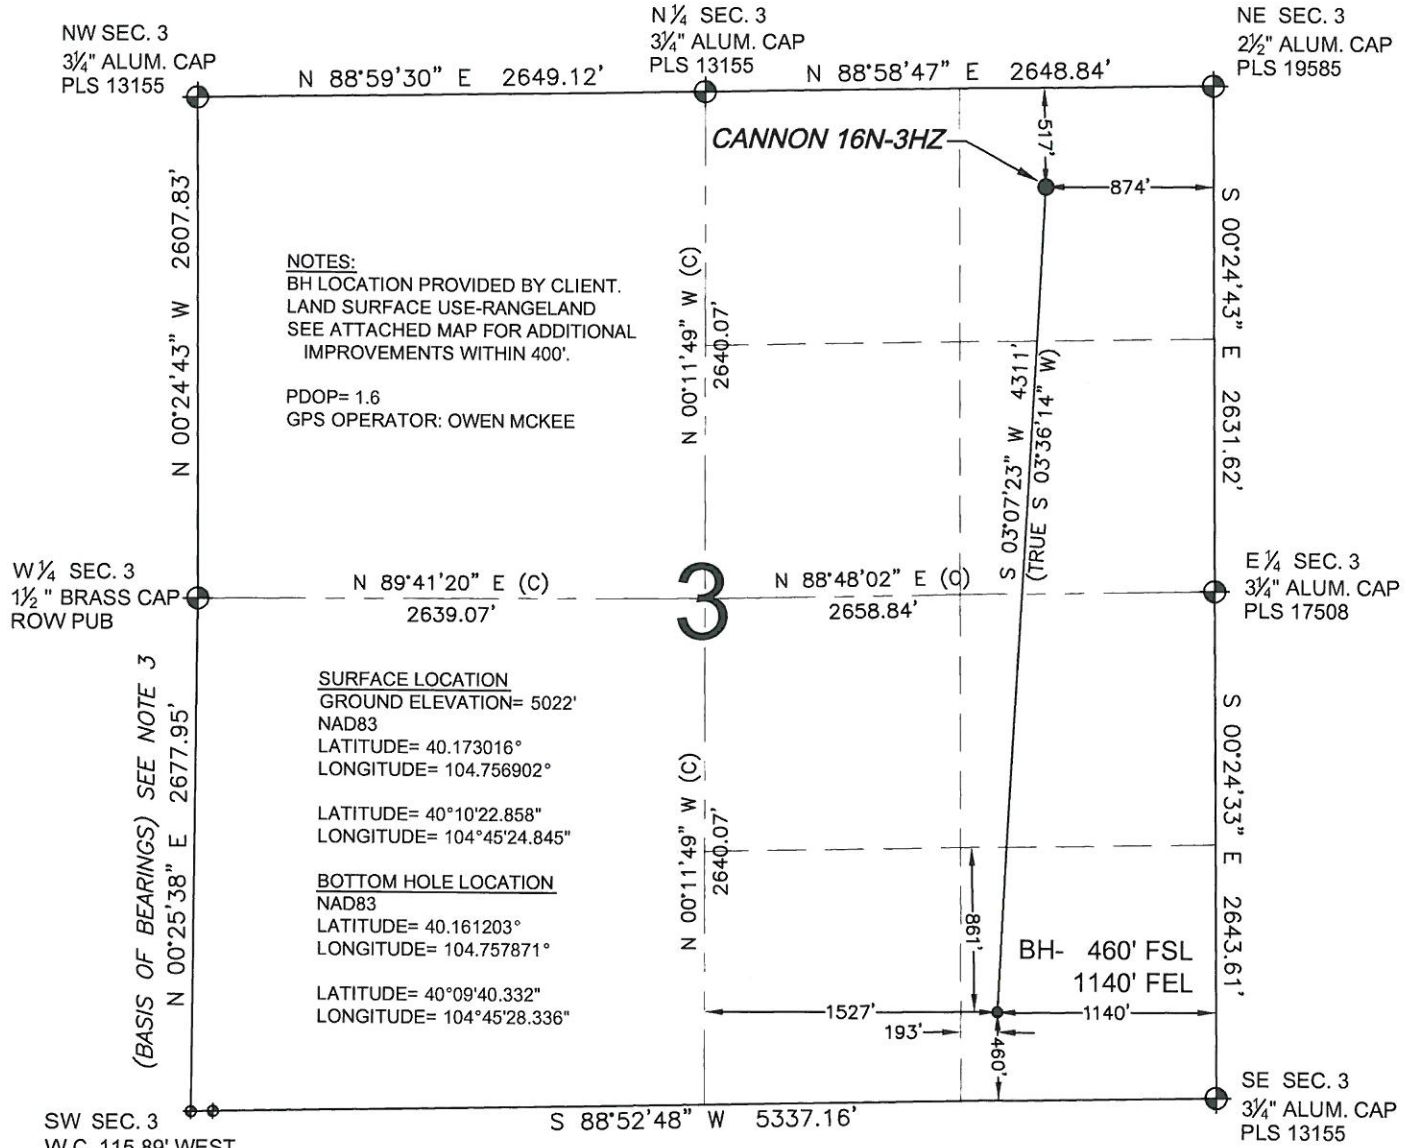 NW SEC. 3
3¼" ALUM. CAP
PLS 13155
N ¼ SEC. 3
3¼" ALUM. CAP
PLS 13155
NE SEC. 3
2½" ALUM. CAP
PLS 19585
N 88°59'30" E 2649.12'
N 88°58'47" E 2648.84'
CANNON 16N-3HZ
517'
874'
N 00°24'43" W 2607.83'
NOTES:
BH LOCATION PROVIDED BY CLIENT.
LAND SURFACE USE-RANGELAND
SEE ATTACHED MAP FOR ADDITIONAL
IMPROVEMENTS WITHIN 400'.
PDOP= 1.6
GPS OPERATOR: OWEN MCKEE
N 00°11'49" W (C)
2640.07'
S 03°07'23" W 4311'
(TRUE S 03°36'14" W)
S 00°24'43" E 2631.62'
W ¼ SEC. 3
1½" BRASS CAP
ROW PUB
N 89°41'20" E (C)
2639.07'
3
N 88°48'02" E (C)
2658.84'
E ¼ SEC. 3
3¼" ALUM. CAP
PLS 17508
(BASIS OF BEARINGS) SEE NOTE 3
N 00°25'38" E 2677.95'
SURFACE LOCATION
GROUND ELEVATION= 5022'
NAD83
LATITUDE= 40.173016°
LONGITUDE= 104.756902°
LATITUDE= 40°10'22.858"
LONGITUDE= 104°45'24.845"
BOTTOM HOLE LOCATION
NAD83
LATITUDE= 40.161203°
LONGITUDE= 104.757871°
LATITUDE= 40°09'40.332"
LONGITUDE= 104°45'28.336"
N 00°11'49" W (C)
2640.07'
S 00°24'33" E 2643.61'
861'
BH- 460' FSL
1140' FEL
1527'
1140'
193'
460'
SW SEC. 3
W.C. 115.89' WEST
S 88°52'48" W 5337.16'
SE SEC. 3
3¼" ALUM. CAP
PLS 13155